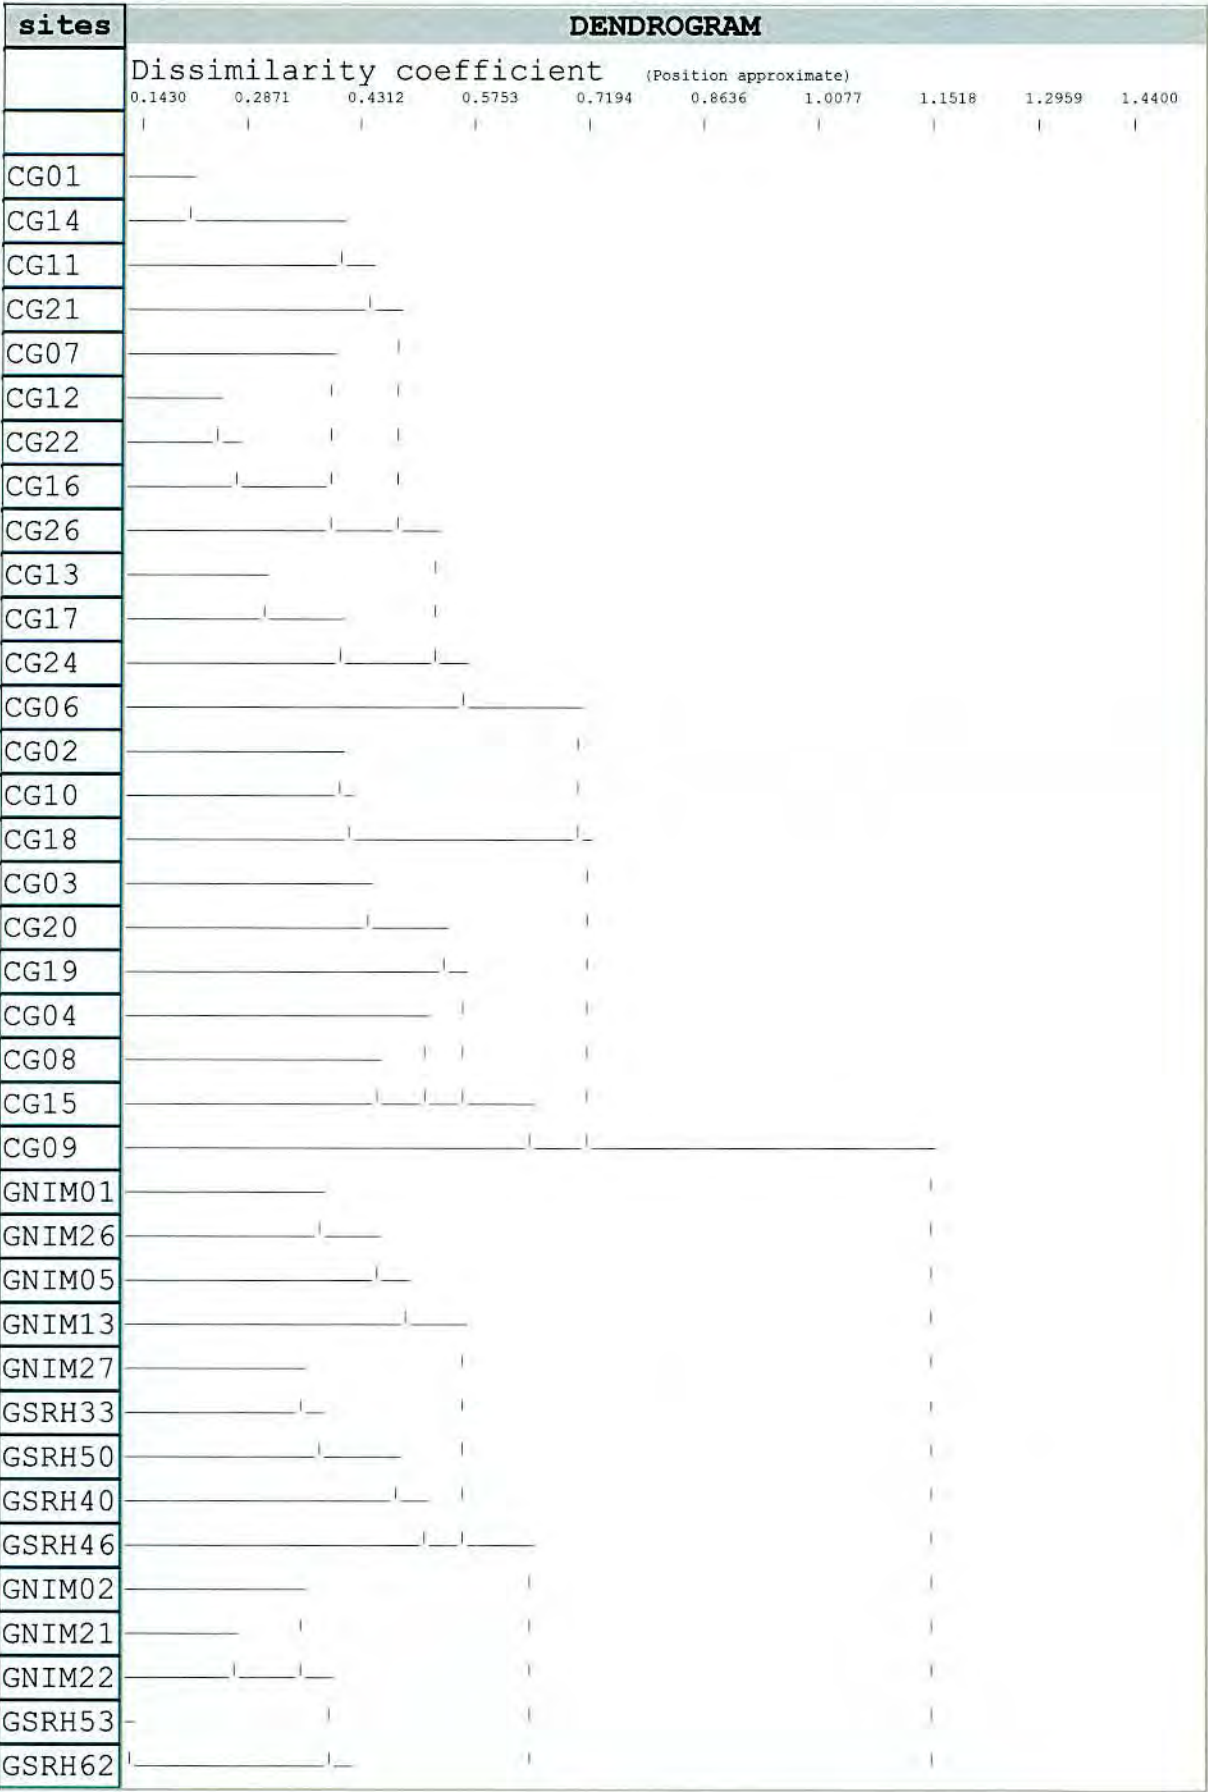 sites DENDROGRAM
Dissimilarity coefficient (Position approximate)
0.1430 0.2871 0.4312 0.5753 0.7194 0.8636 1.0077 1.1518 1.2959 1.4400
CG01
CG14
CG11
CG21
CG07
CG12
CG22
CG16
CG26
CG13
CG17
CG24
CG06
CG02
CG10
CG18
CG03
CG20
CG19
CG04
CG08
CG15
CG09
GNIM01
GNIM26
GNIM05
GNIM13
GNIM27
GSRH33
GSRH50
GSRH40
GSRH46
GNIM02
GNIM21
GNIM22
GSRH53
GSRH62